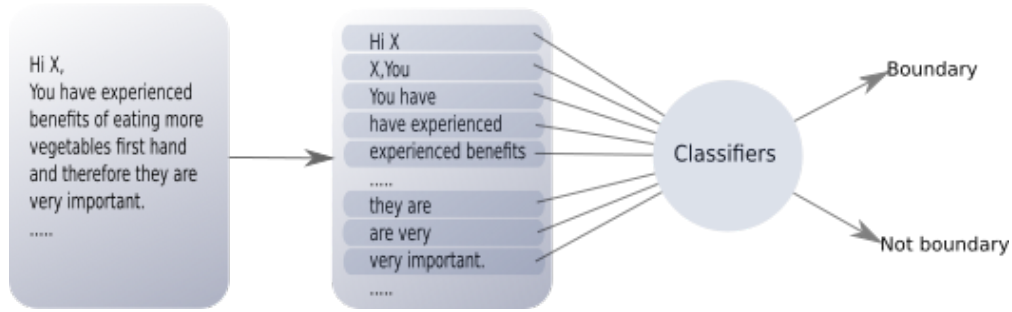 Hi X,
You have experienced
benefits of eating more
vegetables first hand
and therefore they are
very important.
.....
Hi X
X,You
You have
have experienced
experienced benefits
.....
they are
are very
very important.
.....
Classifiers
Boundary
Not boundary